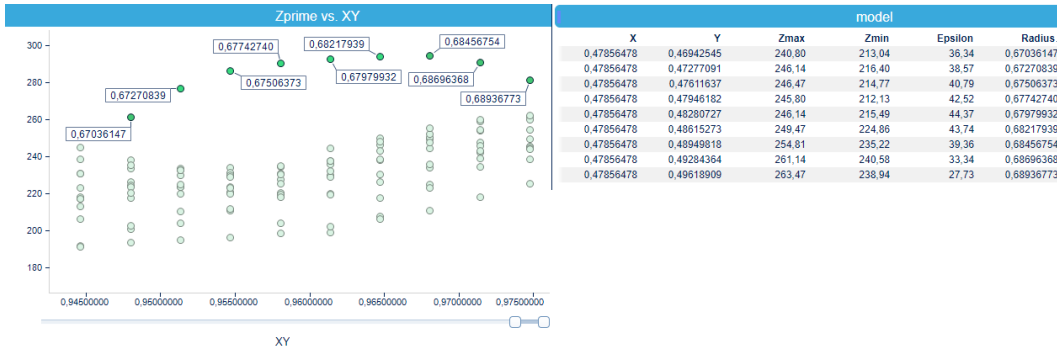 Zprime vs. XY
model
300
280
260
240
220
200
180
0,67036147
0,67270839
0,67506373
0,67742740
0,67979932
0,68217939
0,68456754
0,68696368
0,68936773
0,94500000 0,95000000 0,95500000 0,96000000 0,96500000 0,97000000 0,97500000
XY
X Y Zmax Zmin Epsilon Radius
0,47856478 0,46942545 240,80 213,04 36,34 0,67036147
0,47856478 0,47277091 246,14 216,40 38,57 0,67270839
0,47856478 0,47611637 246,47 214,77 40,79 0,67506373
0,47856478 0,47946182 245,80 212,13 42,52 0,67742740
0,47856478 0,48280727 246,14 215,49 44,37 0,67979932
0,47856478 0,48615273 249,47 224,86 43,74 0,68217939
0,47856478 0,48949818 254,81 235,22 39,36 0,68456754
0,47856478 0,49284364 261,14 240,58 33,34 0,68696368
0,47856478 0,49618909 263,47 238,94 27,73 0,68936773